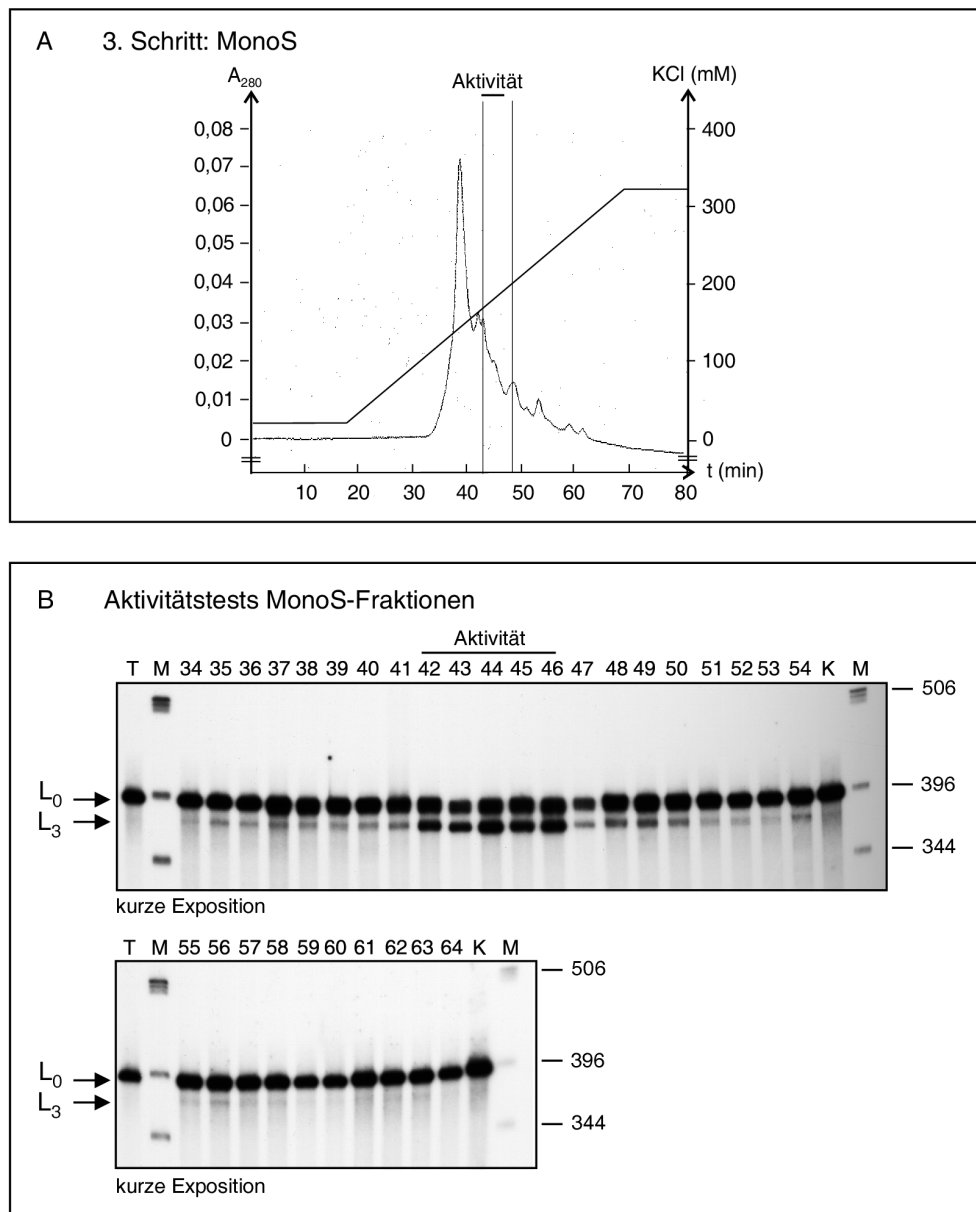 A 3. Schritt: MonoS
A280 Aktivität KCl (mM)
0,08 400
0,07
0,06 300
0,05
0,04 200
0,03
0,02 100
0,01
0 0
t (min)
10 20 30 40 50 60 70 80
B Aktivitätstests MonoS-Fraktionen
Aktivität
T M 34 35 36 37 38 39 40 41 42 43 44 45 46 47 48 49 50 51 52 53 54 K M
506
L0 396
L3
344
kurze Exposition
T M 55 56 57 58 59 60 61 62 63 64 K M
506
396
L0
L3
344
kurze Exposition